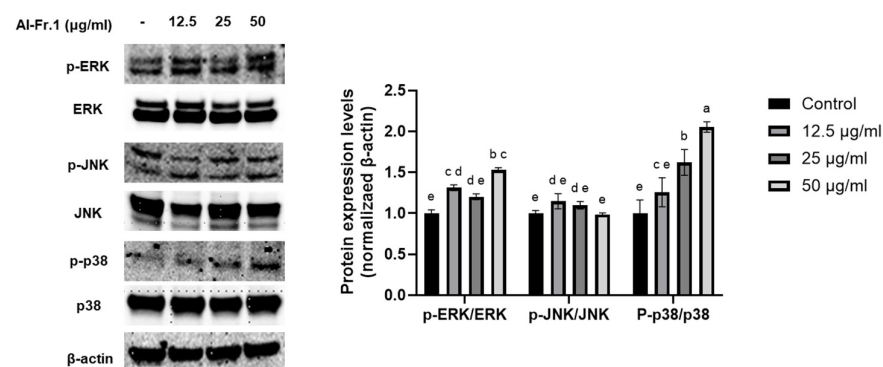 Al-Fr.1 (µg/ml) - 12.5 25 50
p-ERK
ERK
p-JNK
JNK
p-p38
p38
β-actin
Protein expression levels
(normalizaed β-actin)
2.5
2.0
1.5
1.0
0.5
0.0
e c d d e b c
e d e d e e
e c e b a
p-ERK/ERK p-JNK/JNK P-p38/p38
Control
12.5 µg/ml
25 µg/ml
50 µg/ml